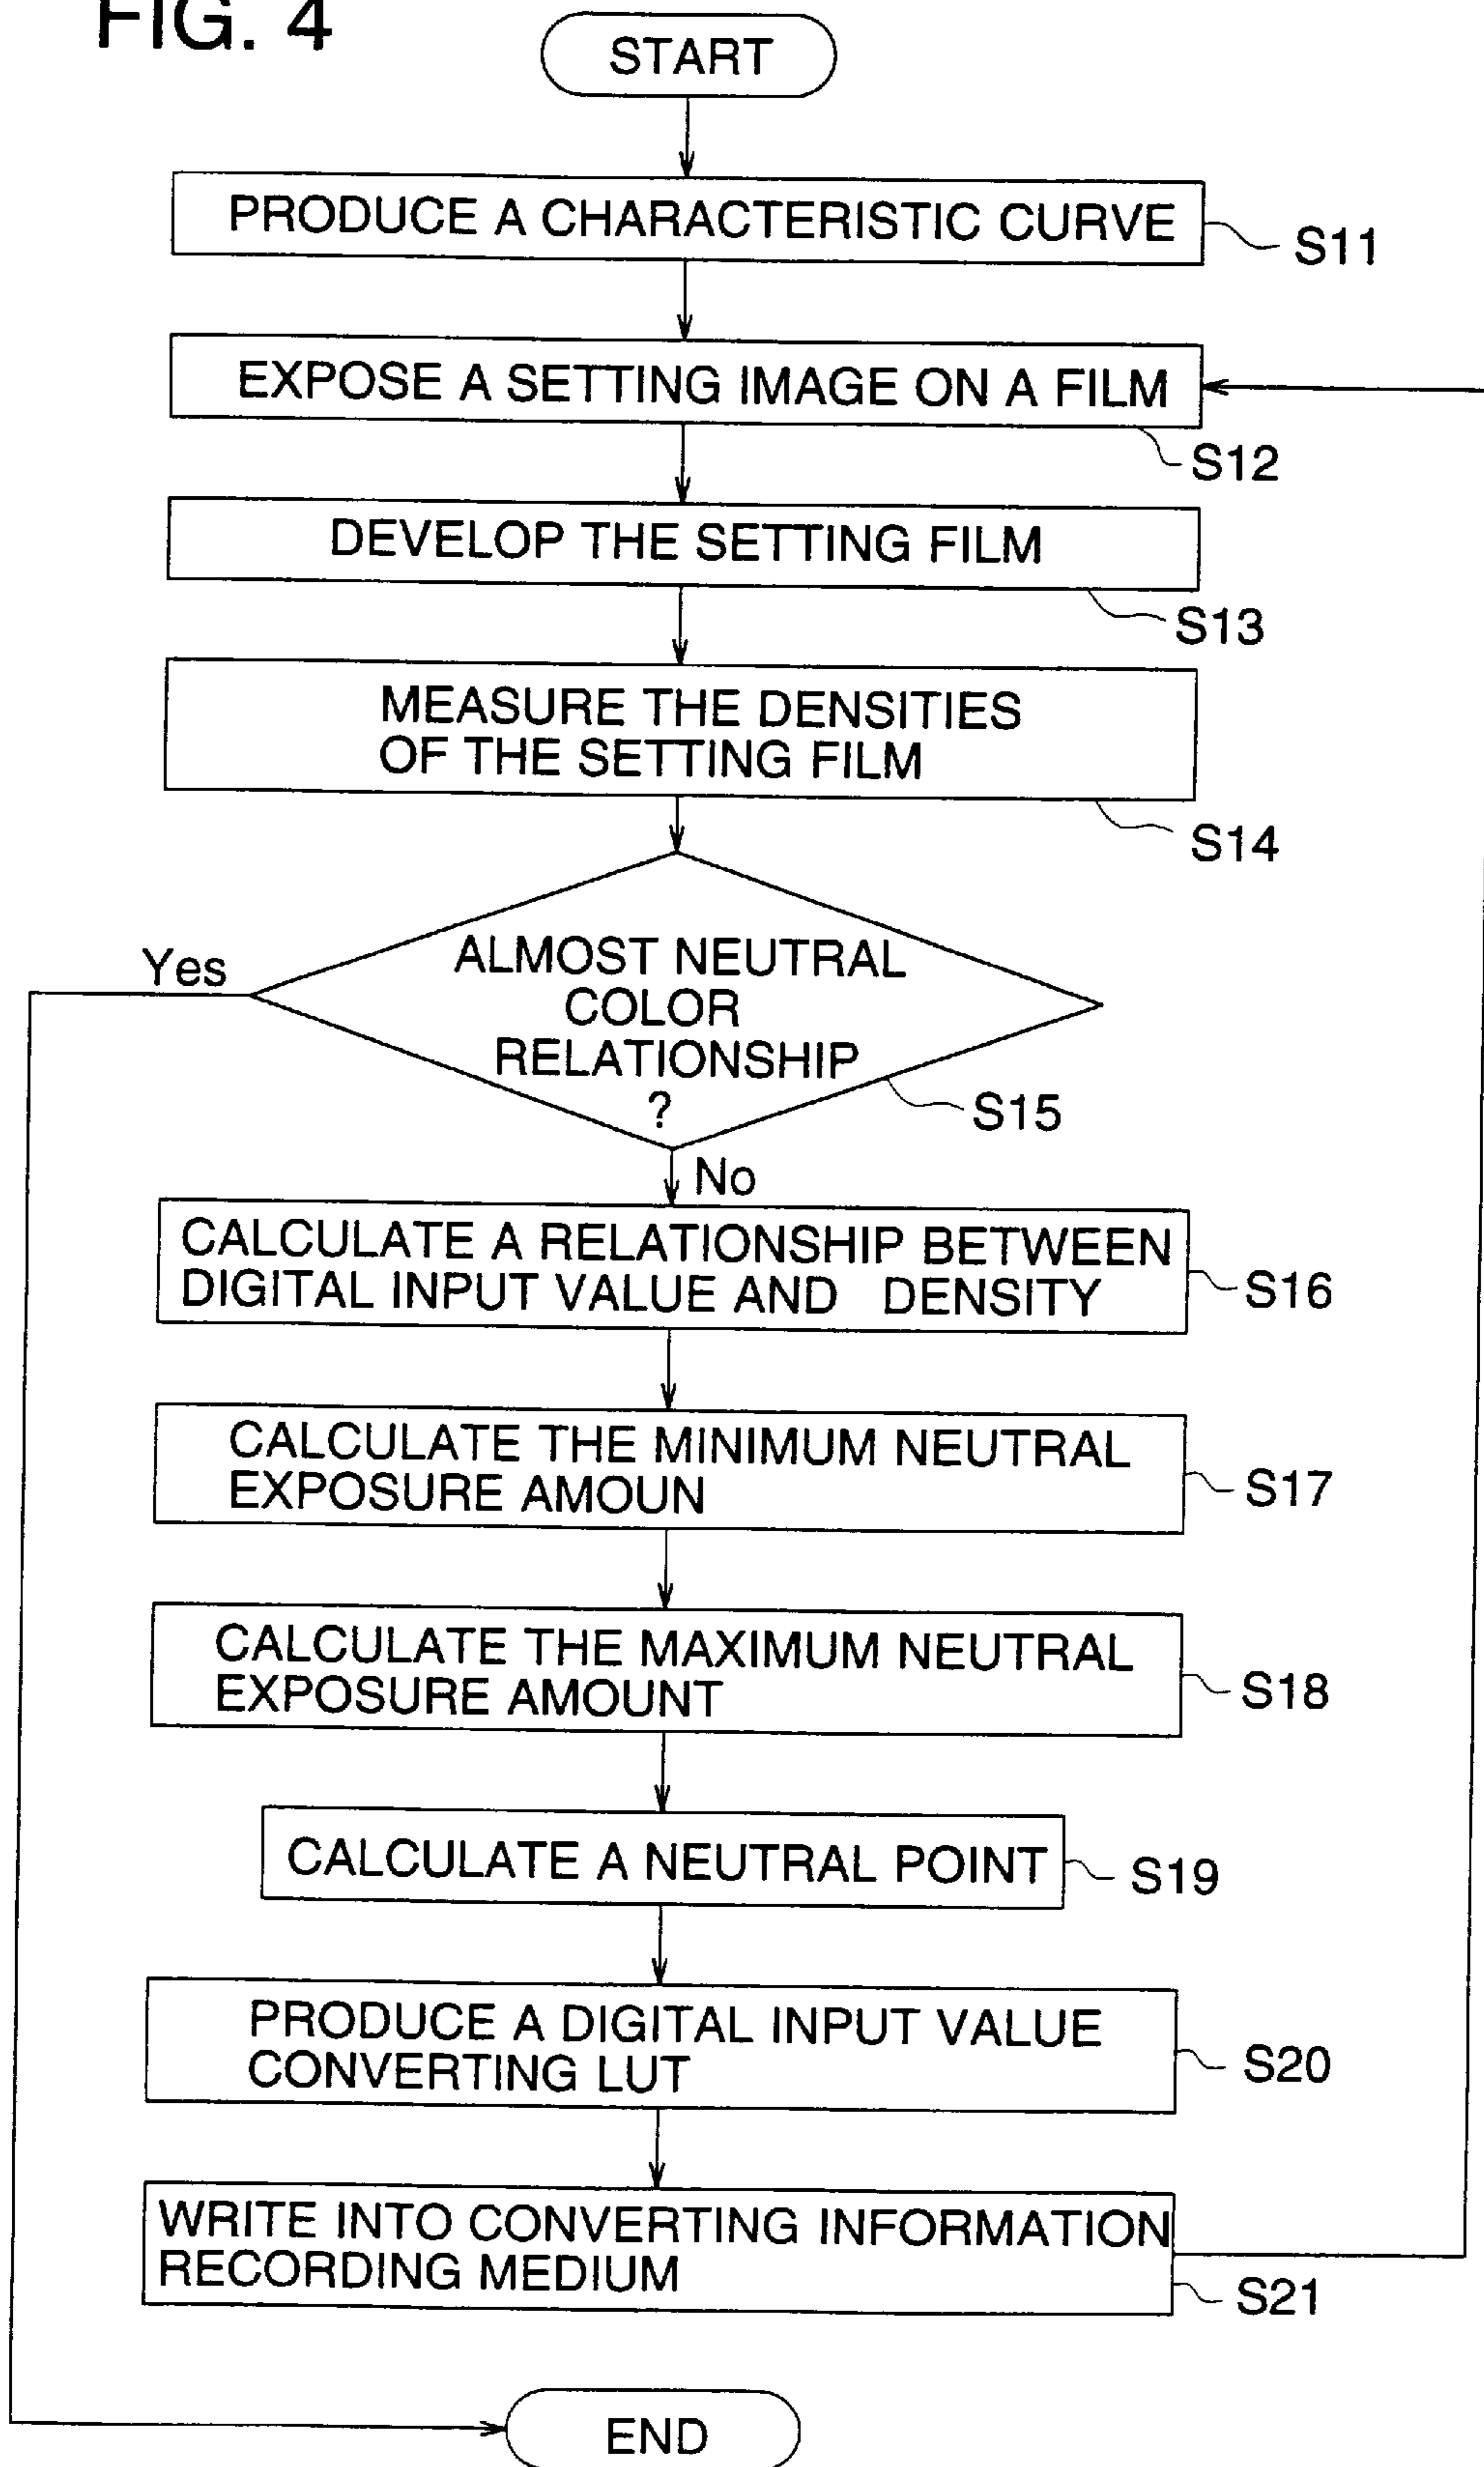 FIG. 4
START
PRODUCE A CHARACTERISTIC CURVE
S11
EXPOSE A SETTING IMAGE ON A FILM
S12
DEVELOP THE SETTING FILM
S13
MEASURE THE DENSITIES
OF THE SETTING FILM
S14
Yes
ALMOST NEUTRAL
COLOR
RELATIONSHIP
?
S15
No
CALCULATE A RELATIONSHIP BETWEEN
DIGITAL INPUT VALUE AND DENSITY
S16
CALCULATE THE MINIMUM NEUTRAL
EXPOSURE AMOUN
S17
CALCULATE THE MAXIMUM NEUTRAL
EXPOSURE AMOUNT
S18
CALCULATE A NEUTRAL POINT
S19
PRODUCE A DIGITAL INPUT VALUE
CONVERTING LUT
S20
WRITE INTO CONVERTING INFORMATION
RECORDING MEDIUM
S21
END